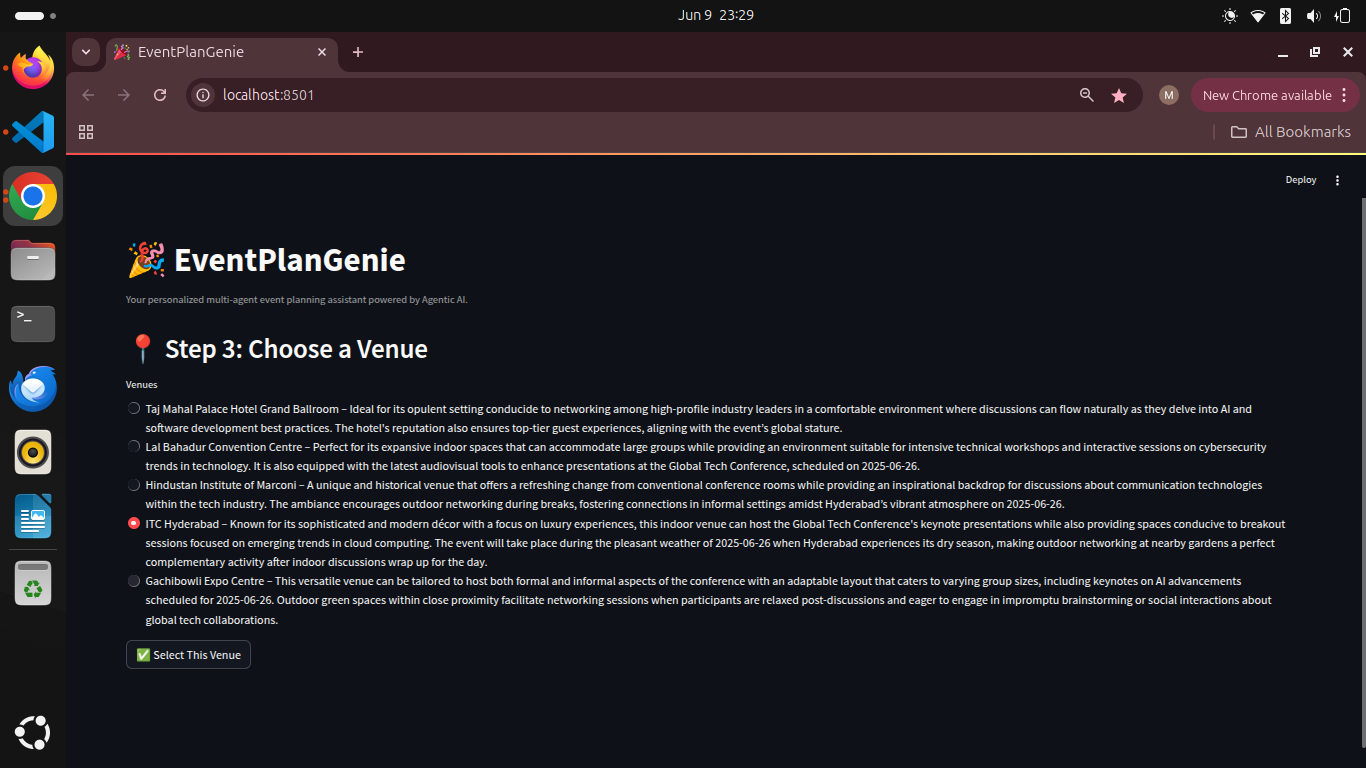 Jun 9 23:29
EventPlanGenie
localhost:8501
M
New Chrome available
All Bookmarks
Deploy
EventPlanGenie
Your personalized multi-agent event planning assistant powered by Agentic AI.
Step 3: Choose a Venue
Venues
Taj Mahal Palace Hotel Grand Ballroom – Ideal for its opulent setting conducide to networking among high-profile industry leaders in a comfortable environment where discussions can flow naturally as they delve into AI and
software development best practices. The hotel's reputation also ensures top-tier guest experiences, aligning with the event’s global stature.
Lal Bahadur Convention Centre – Perfect for its expansive indoor spaces that can accommodate large groups while providing an environment suitable for intensive technical workshops and interactive sessions on cybersecurity
trends in technology. It is also equipped with the latest audiovisual tools to enhance presentations at the Global Tech Conference, scheduled on 2025-06-26.
Hindustan Institute of Marconi – A unique and historical venue that offers a refreshing change from conventional conference rooms while providing an inspirational backdrop for discussions about communication technologies
within the tech industry. The ambiance encourages outdoor networking during breaks, fostering connections in informal settings amidst Hyderabad’s vibrant atmosphere on 2025-06-26.
ITC Hyderabad – Known for its sophisticated and modern décor with a focus on luxury experiences, this indoor venue can host the Global Tech Conference's keynote presentations while also providing spaces conducive to breakout
sessions focused on emerging trends in cloud computing. The event will take place during the pleasant weather of 2025-06-26 when Hyderabad experiences its dry season, making outdoor networking at nearby gardens a perfect
complementary activity after indoor discussions wrap up for the day.
Gachibowli Expo Centre – This versatile venue can be tailored to host both formal and informal aspects of the conference with an adaptable layout that caters to varying group sizes, including keynotes on AI advancements
scheduled for 2025-06-26. Outdoor green spaces within close proximity facilitate networking sessions when participants are relaxed post-discussions and eager to engage in impromptu brainstorming or social interactions about
global tech collaborations.
✅ Select This Venue